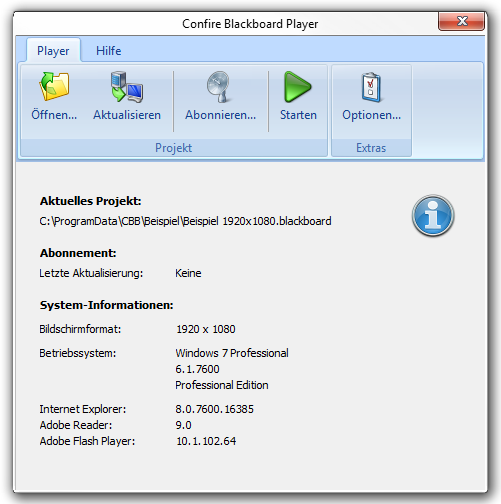 Confire Blackboard Player
Player Hilfe
Öffnen... Aktualisieren Abonnieren... Starten Optionen...
Projekt Extras
Aktuelles Projekt:
C:\ProgramData\CBB\Beispiel\Beispiel 1920x1080.blackboard
Abonnement:
Letzte Aktualisierung: Keine
System-Informationen:
Bildschirmformat: 1920 x 1080
Betriebssystem: Windows 7 Professional
6.1.7600
Professional Edition
Internet Explorer: 8.0.7600.16385
Adobe Reader: 9.0
Adobe Flash Player: 10.1.102.64